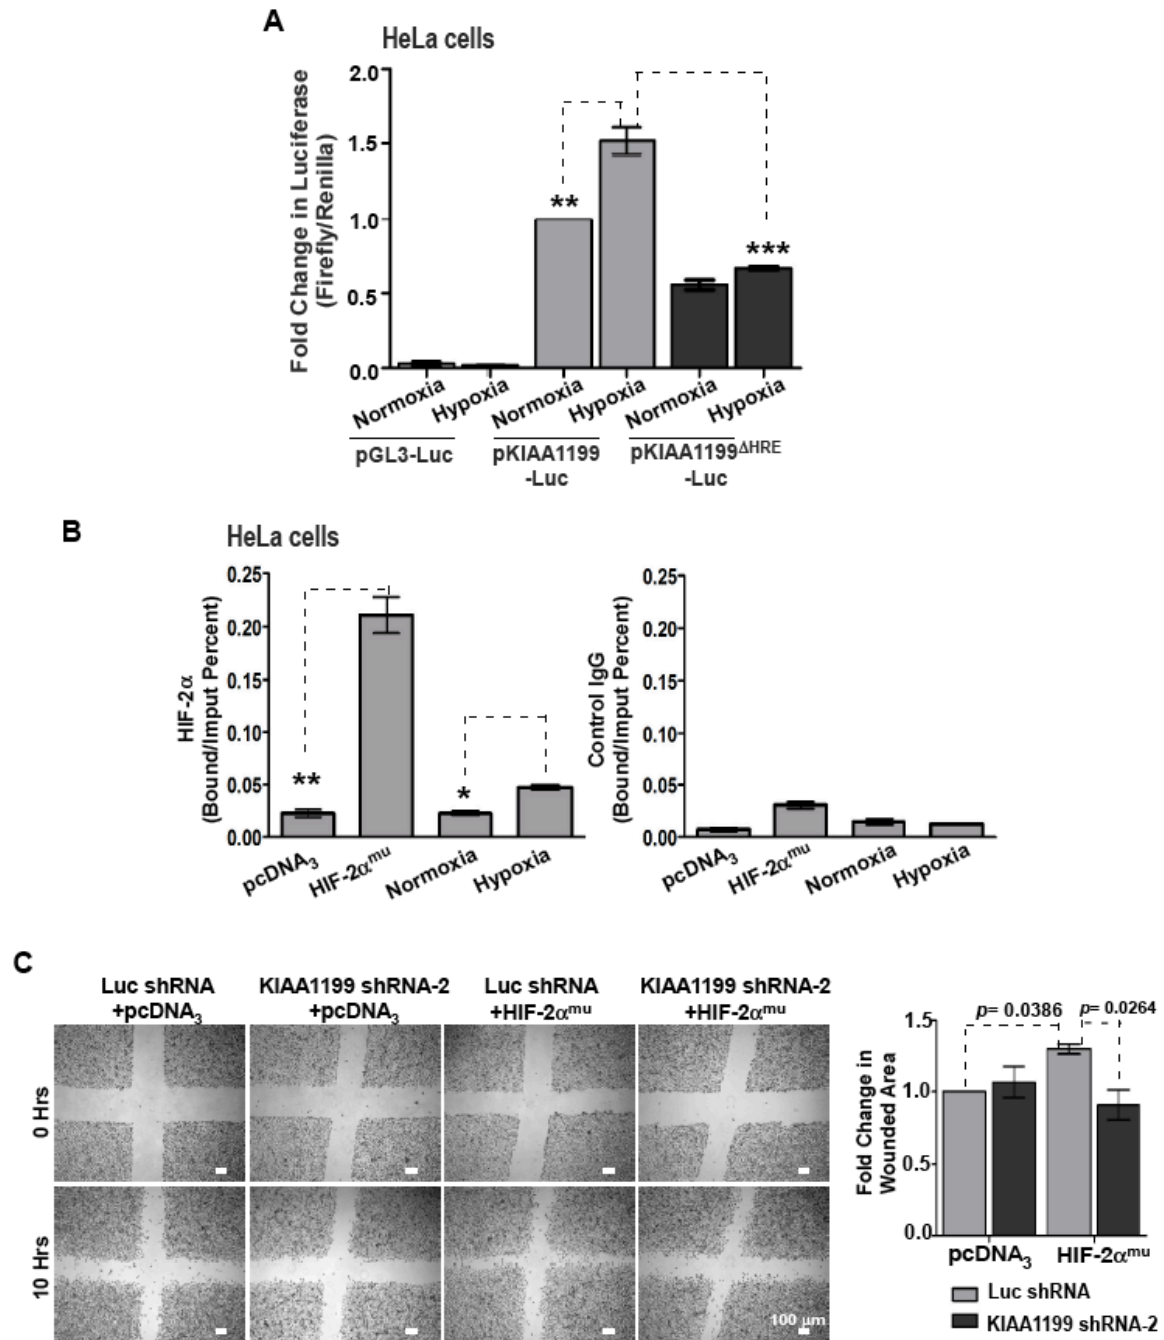 A
HeLa cells
Fold Change in Luciferase
(Firefly/Renilla)
2.0
1.5
1.0
0.5
0.0
**
***
Normoxia
Hypoxia
Normoxia
Hypoxia
Normoxia
Hypoxia
pGL3-Luc
pKIAA1199
-Luc
pKIAA1199ΔHRE
-Luc
B
HeLa cells
HIF-2α
(Bound/Imput Percent)
0.25
0.20
0.15
0.10
0.05
0.00
**
*
pcDNA3
HIF-2αmu
Normoxia
Hypoxia
Control IgG
(Bound/Imput Percent)
0.25
0.20
0.15
0.10
0.05
0.00
pcDNA3
HIF-2αmu
Normoxia
Hypoxia
C
Luc shRNA
+pcDNA3
KIAA1199 shRNA-2
+pcDNA3
Luc shRNA
+HIF-2αmu
KIAA1199 shRNA-2
+HIF-2αmu
0 Hrs
10 Hrs
100 µm
Fold Change in
Wounded Area
p= 0.0386
p= 0.0264
1.5
1.0
0.5
0.0
pcDNA3
HIF-2αmu
Luc shRNA
KIAA1199 shRNA-2